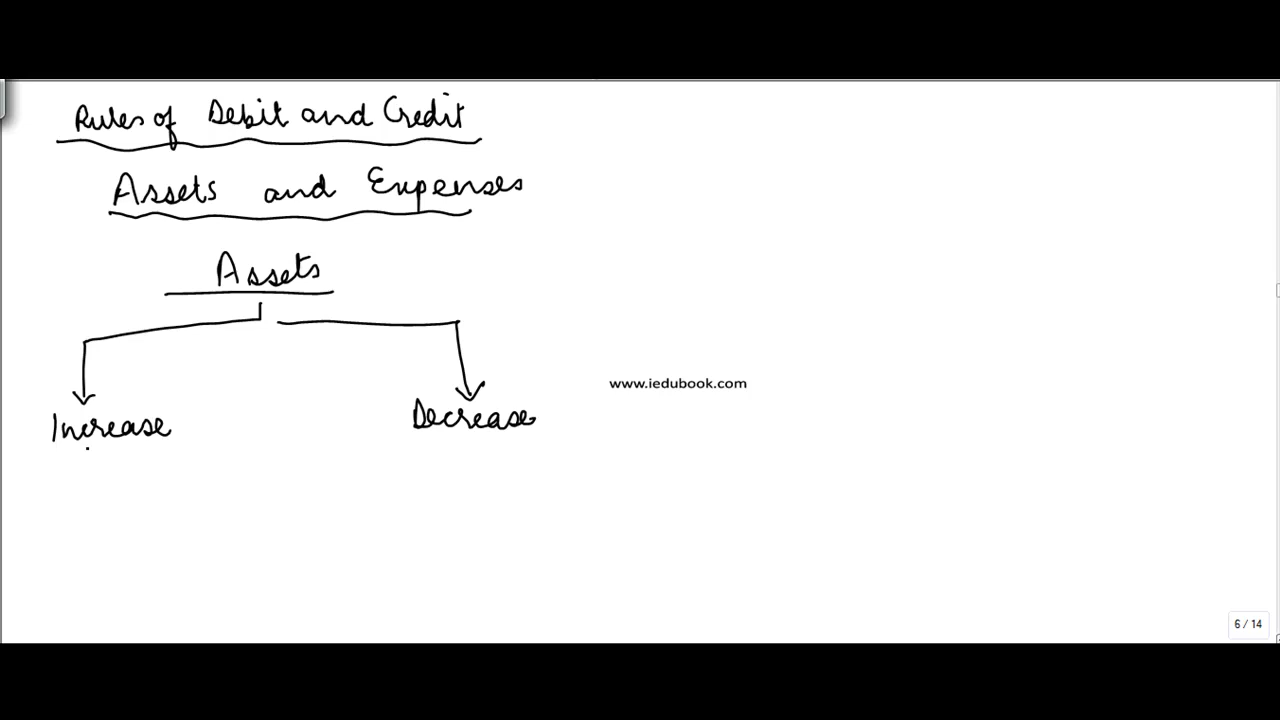 Rules of Debit and Credit
Assets and Expenses
Assets
Increase
Decrease
www.iedubook.com
6 / 14